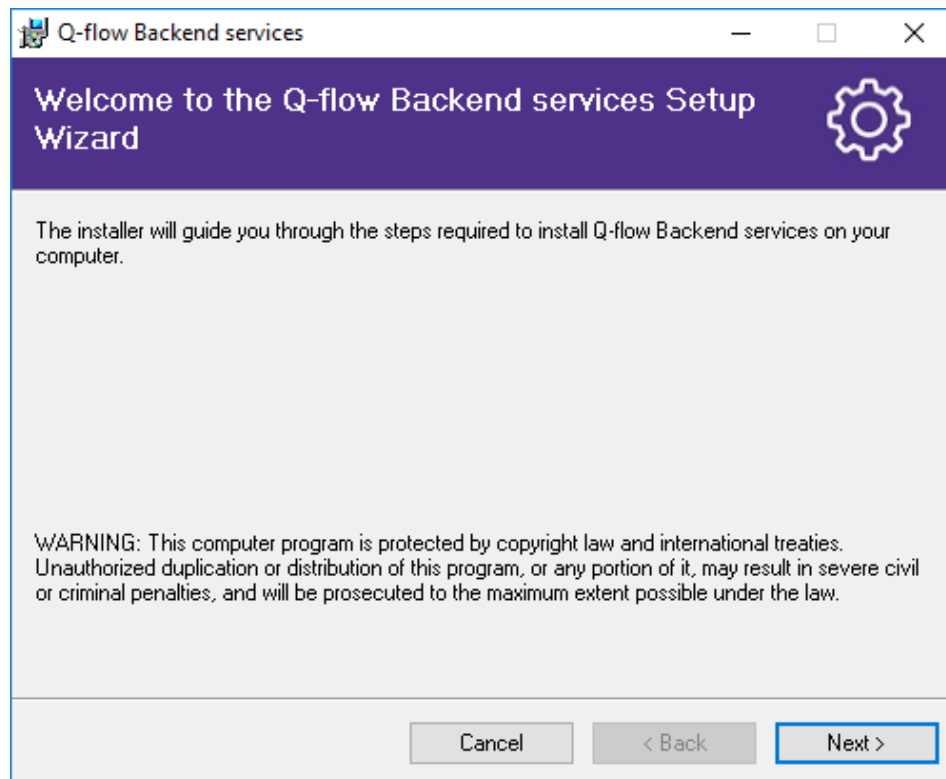 Q-flow Backend services
Welcome to the Q-flow Backend services Setup
Wizard
The installer will guide you through the steps required to install Q-flow Backend services on your
computer.
WARNING: This computer program is protected by copyright law and international treaties.
Unauthorized duplication or distribution of this program, or any portion of it, may result in severe civil
or criminal penalties, and will be prosecuted to the maximum extent possible under the law.
Cancel
< Back
Next >